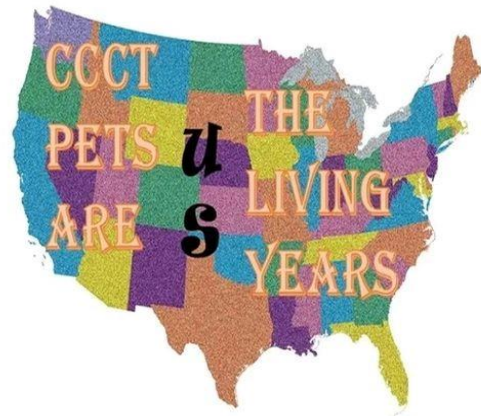 CCCT
PETS
ARE
u
s
THE
LIVING
YEARS